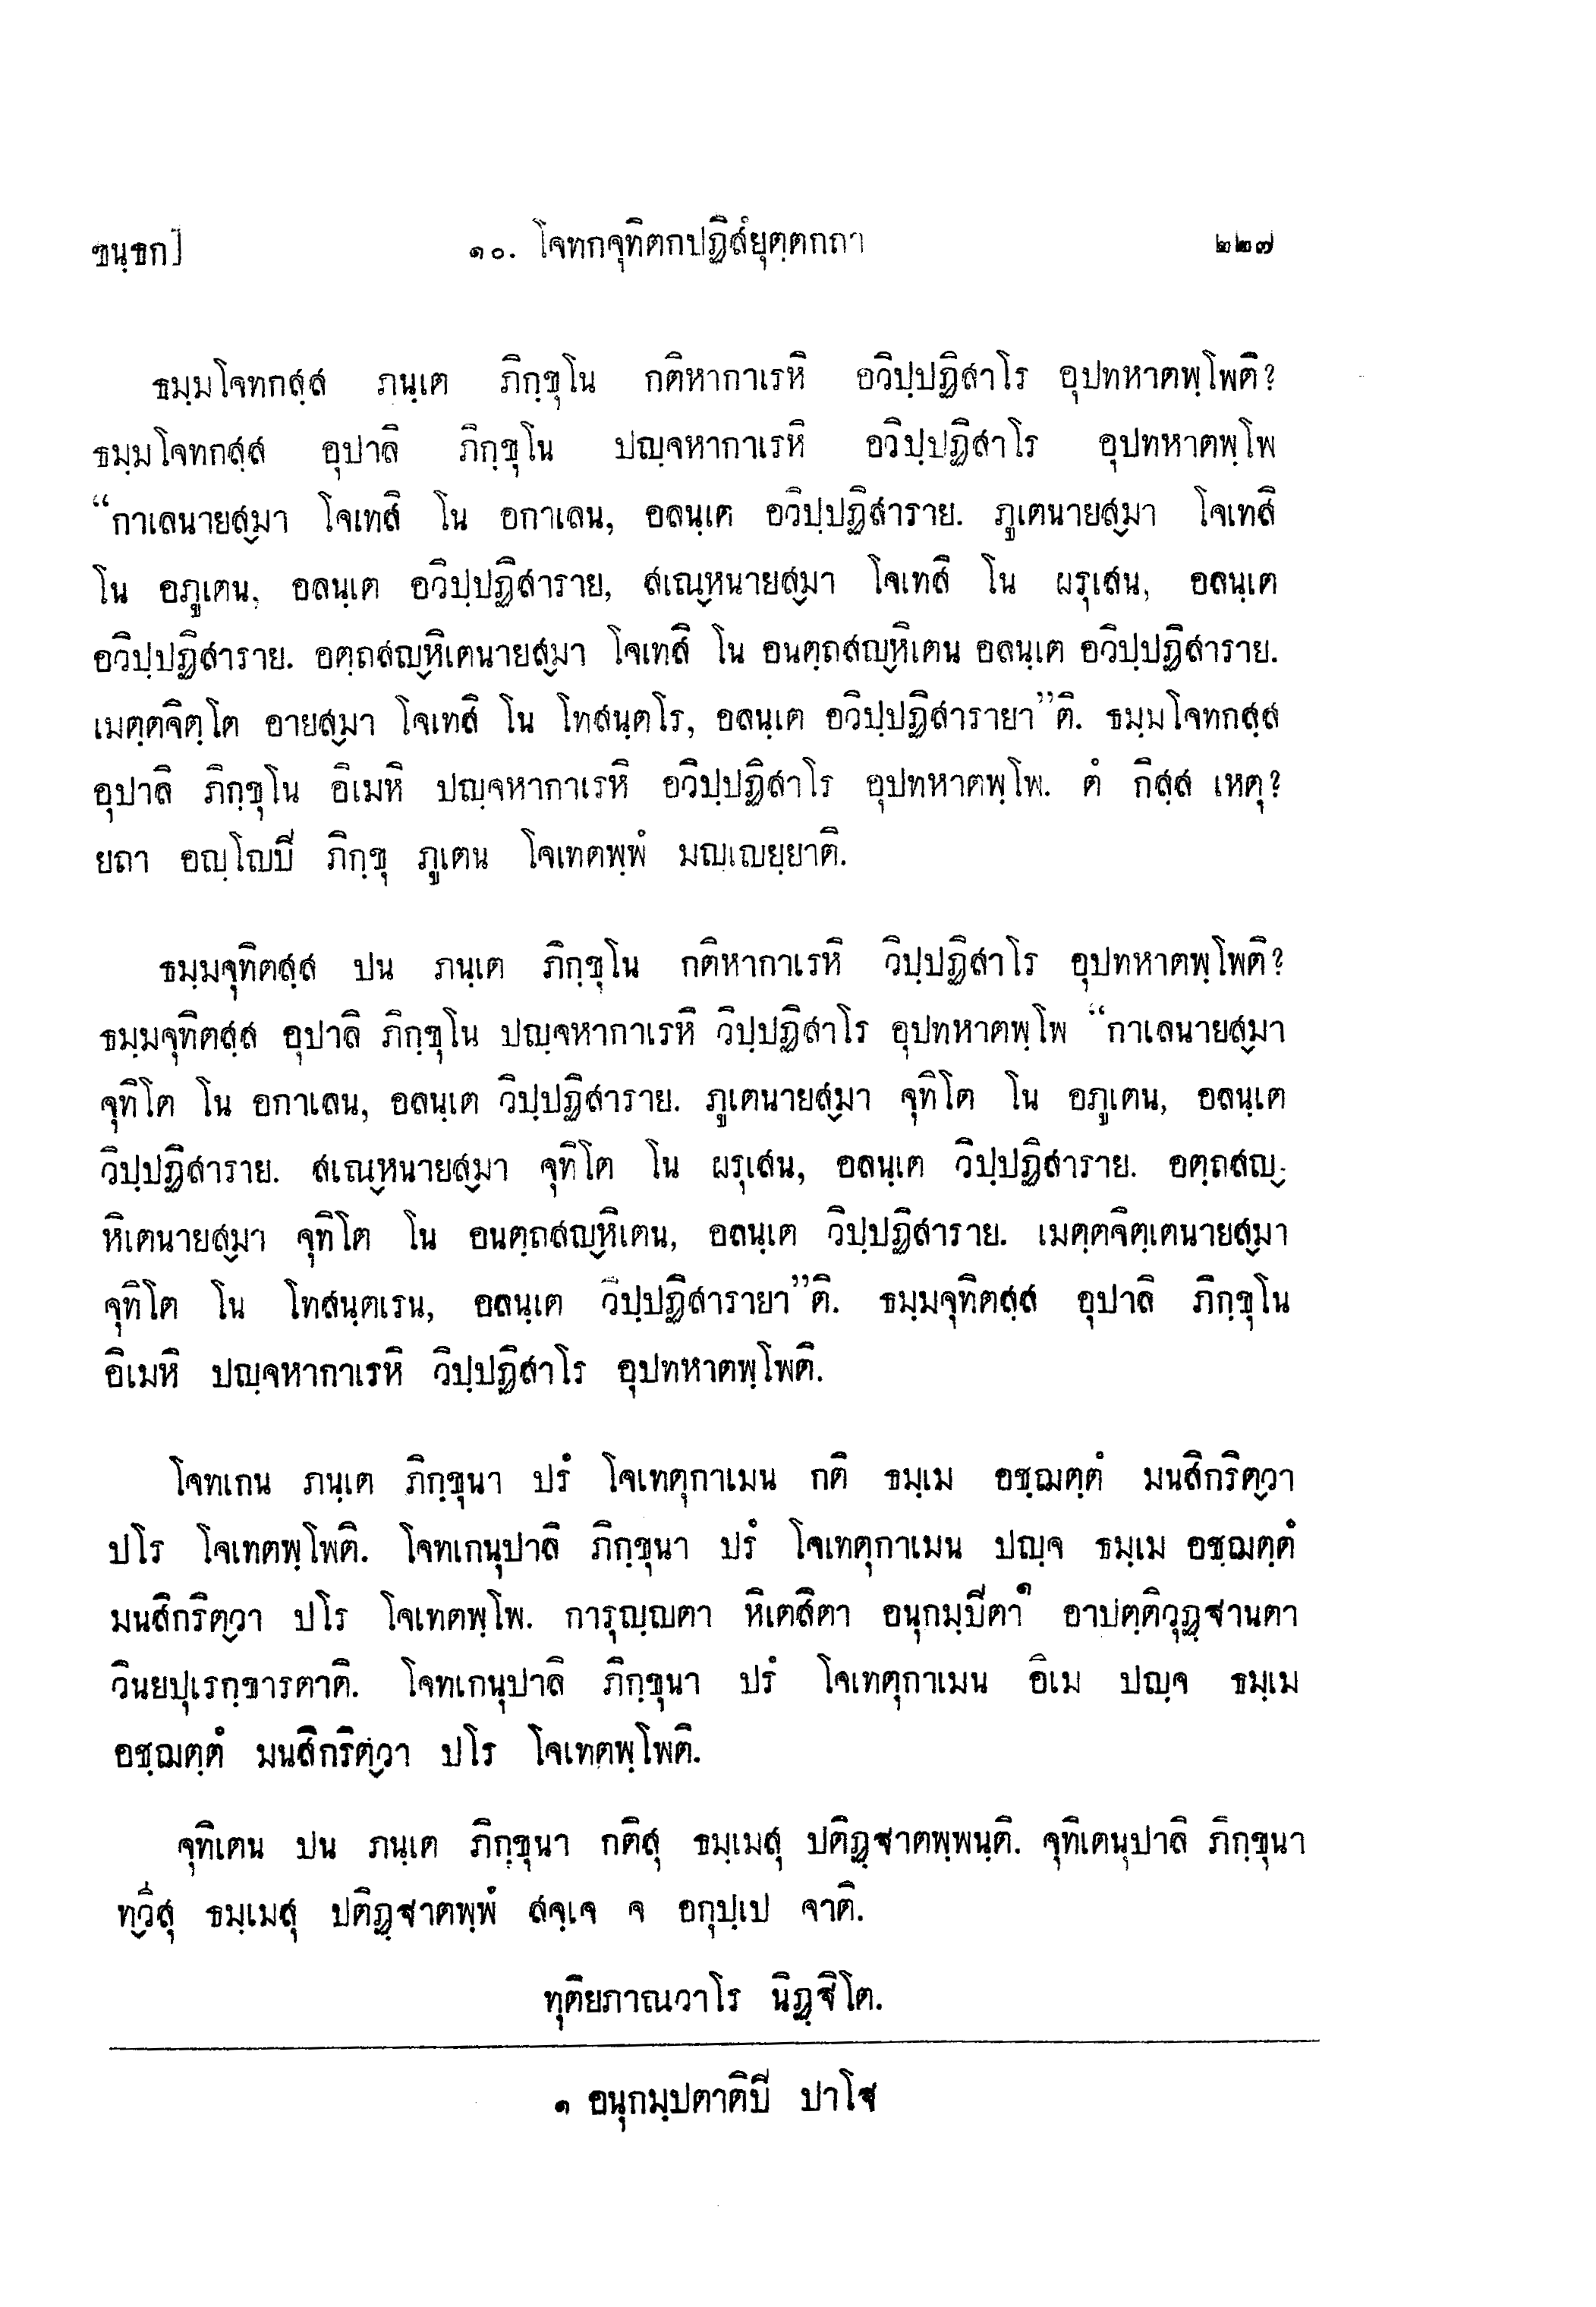 ขนฺธก]
๑๐. โจทกจุทิตกปฏิสํยุตฺตกถา
๒๒๗
ธมฺมโจทกสฺส ภนฺเต ภิกฺขุโน กติหากาเรหิ อวิปฺปฏิสาโร อุปทหาตพฺโพติ?
ธมฺมโจทกสฺส อุปาลิ ภิกฺขุโน ปญฺจหากาเรหิ อวิปฺปฏิสาโร อุปทหาตพฺโพ
“กาเลนายสฺมา โจเทสิ โน อกาเลน, อลนฺเต อวิปฺปฏิสาราย. ภูเตนายสฺมา โจเทสิ
โน อภูเตน, อลนฺเต อวิปฺปฏิสาราย, สเณฺหนายสฺมา โจเทสิ โน ผรุเสน, อลนฺเต
อวิปฺปฏิสาราย. อตฺถสญฺหิเตนายสฺมา โจเทสิ โน อนตฺถสญฺหิเตน อลนฺเต อวิปฺปฏิสาราย.
เมตฺตจิตฺโต อายสฺมา โจเทสิ โน โทสนฺตโร, อลนฺเต อวิปฺปฏิสารายา”ติ. ธมฺมโจทกสฺส
อุปาลิ ภิกฺขุโน อิเมหิ ปญฺจหากาเรหิ อวิปฺปฏิสาโร อุปทหาตพฺโพ. ตํ กิสฺส เหตุ?
ยถา อญฺโญปี ภิกฺขุ ภูเตน โจเทตพฺพํ มญฺเญยฺยาติ.
ธมฺมจุทิตสฺส ปน ภนฺเต ภิกฺขุโน กติหากาเรหิ วิปฺปฏิสาโร อุปทหาตพฺโพติ?
ธมฺมจุทิตสฺส อุปาลิ ภิกฺขุโน ปญฺจหากาเรหิ วิปฺปฏิสาโร อุปทหาตพฺโพ “กาเลนายสฺมา
จุทิโต โน อกาเลน, อลนฺเต วิปฺปฏิสาราย. ภูเตนายสฺมา จุทิโต โน อภูเตน, อลนฺเต
วิปฺปฏิสาราย. สเณฺหนายสฺมา จุทิโต โน ผรุเสน, อลนฺเต วิปฺปฏิสาราย. อตฺถสญฺ-
หิเตนายสฺมา จุทิโต โน อนตฺถสญฺหิเตน, อลนฺเต วิปฺปฏิสาราย. เมตฺตจิตฺเตนายสฺมา
จุทิโต โน โทสนฺตเรน, อลนฺเต วิปฺปฏิสารายา”ติ. ธมฺมจุทิตสฺส อุปาลิ ภิกฺขุโน
อิเมหิ ปญฺจหากาเรหิ วิปฺปฏิสาโร อุปทหาตพฺโพติ.
โจทเกน ภนฺเต ภิกฺขุนา ปรํ โจเทตุกาเมน กติ ธมฺเม อชฺฌตฺตํ มนสิกริตฺวา
ปโร โจเทตพฺโพติ. โจทเกนุปาลิ ภิกฺขุนา ปรํ โจเทตุกาเมน ปญฺจ ธมฺเม อชฺฌตฺตํ
มนสิกริตฺวา ปโร โจเทตพฺโพ. การุญฺญตา หิเตสิตา อนุกมฺปิตา๑ อาปตฺติวุฏฺฐานตา
วินยปุเรกฺขารตาติ. โจทเกนุปาลิ ภิกฺขุนา ปรํ โจเทตุกาเมน อิเม ปญฺจ ธมฺเม
อชฺฌตฺตํ มนสิกริตฺวา ปโร โจเทตพฺโพติ.
จุทิเตน ปน ภนฺเต ภิกฺขุนา กติสุ ธมฺเมสุ ปติฏฺฐาตพฺพนฺติ. จุทิเตนุปาลิ ภิกฺขุนา
ทฺวีสุ ธมฺเมสุ ปติฏฺฐาตพฺพํ สจฺเจ จ อกุปฺเป จาติ.
ทุติยภาณวาโร นิฏฺฐิโต.
๑ อนุกมฺปตาติปี ปาโฐ